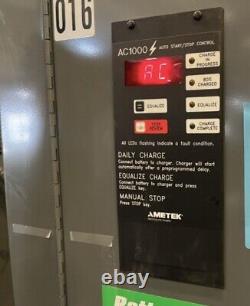 016
AC1000 AUTO START/STOP CONTROL
AC
CHARGE IN PROGRESS
80% CHARGED
EQUALIZE
EQUALIZE
STOP
CHARGE COMPLETE
All LEDs flashing indicate a fault condition.
DAILY CHARGE
Connect battery to charger. Charger will start
automatically after a preprogrammed delay.
EQUALIZE CHARGE
Connect battery to charger and press
EQUALIZE key.
MANUAL STOP
Press STOP key.
AMETEK